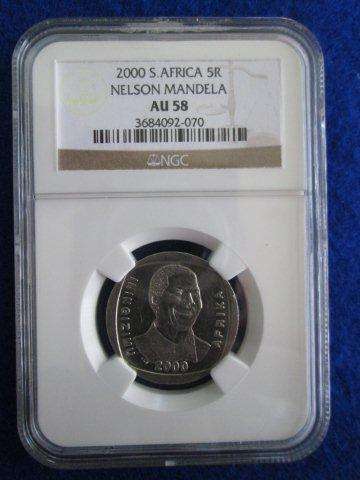 2000 S.AFRICA 5R
NELSON MANDELA
AU 58
3684092-070
NGC
AFRIKA
2000